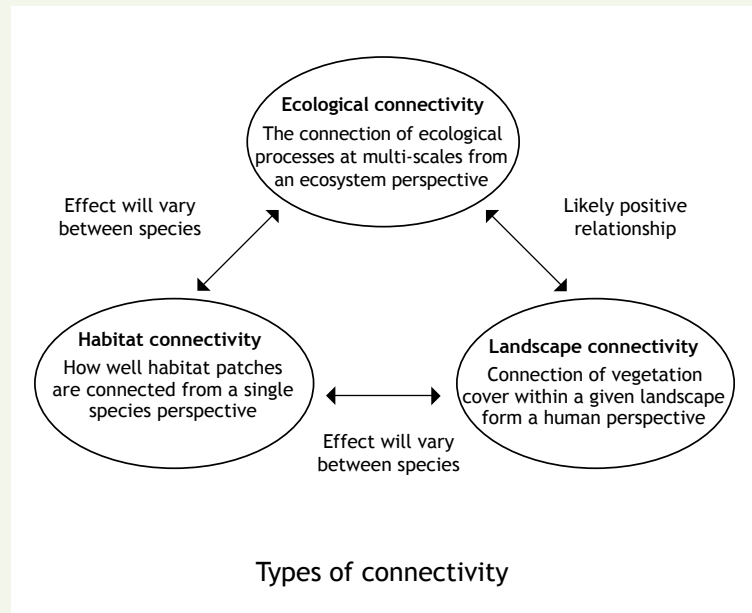 Ecological connectivity
The connection of ecological
processes at multi-scales from
an ecosystem perspective
Effect will vary
between species
Likely positive
relationship
Habitat connectivity
How well habitat patches
are connected from a single
species perspective
Landscape connectivity
Connection of vegetation
cover within a given landscape
form a human perspective
Effect will vary
between species
Types of connectivity